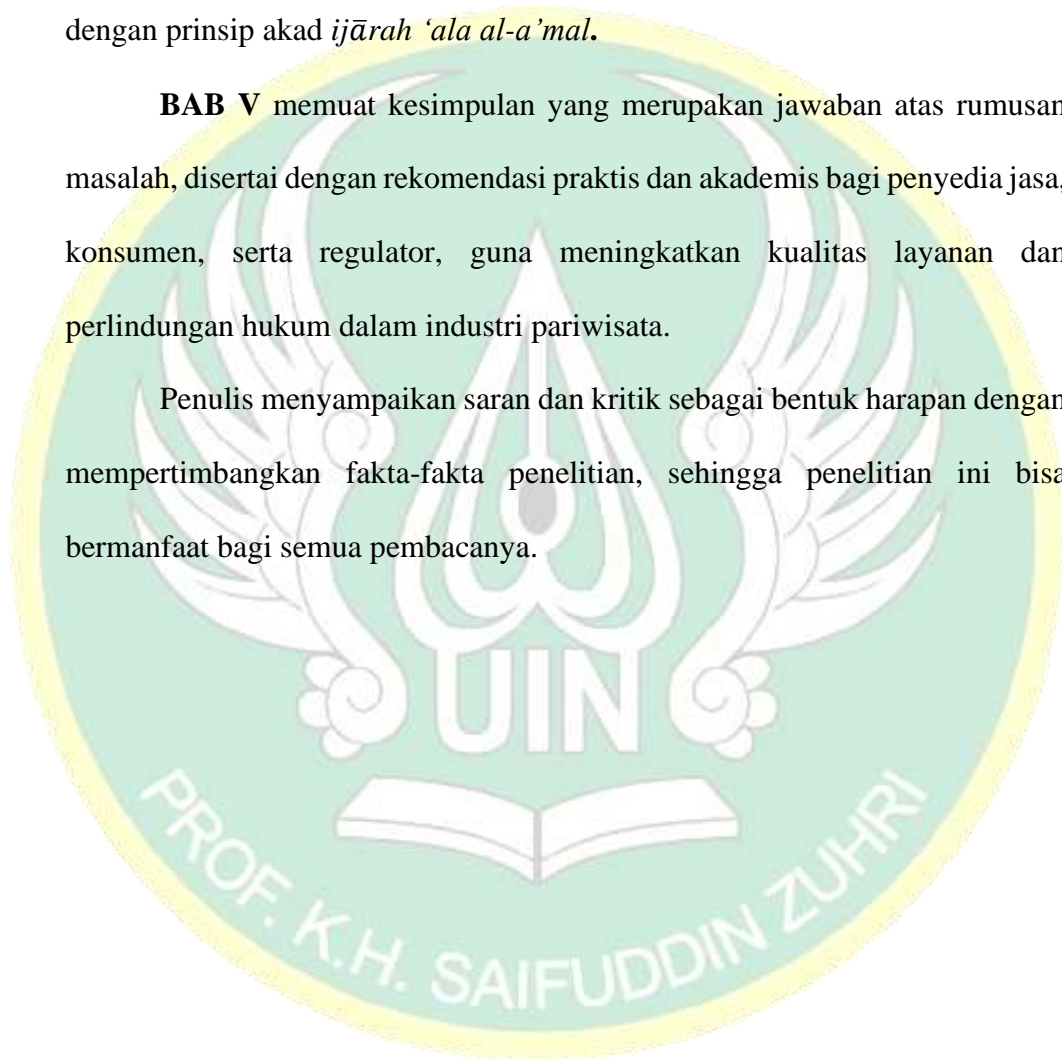 dengan prinsip akad ijārah ‘ala al-a’mal.
BAB V memuat kesimpulan yang merupakan jawaban atas rumusan
masalah, disertai dengan rekomendasi praktis dan akademis bagi penyedia jasa,
konsumen, serta regulator, guna meningkatkan kualitas layanan dan
perlindungan hukum dalam industri pariwisata.
Penulis menyampaikan saran dan kritik sebagai bentuk harapan dengan
mempertimbangkan fakta-fakta penelitian, sehingga penelitian ini bisa
bermanfaat bagi semua pembacanya.
UIN
PROF. K.H. SAIFUDDIN ZUHRI